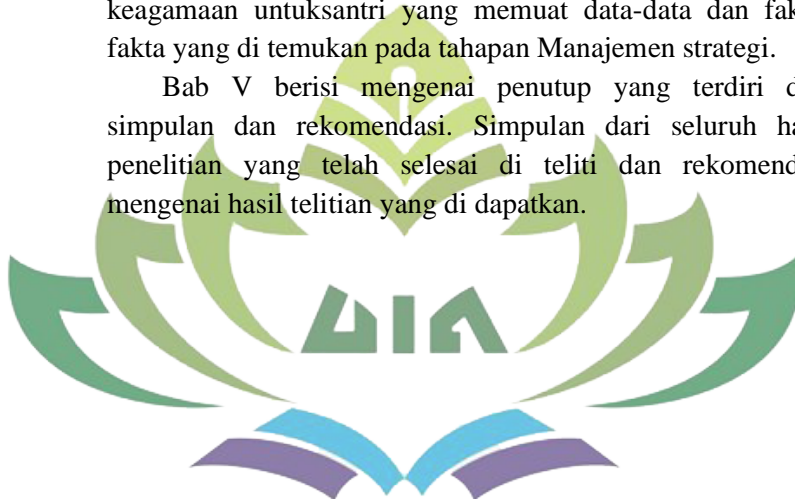 keagamaan untuksantri yang memuat data-data dan fak
fakta yang di temukan pada tahapan Manajemen strategi.
Bab V berisi mengenai penutup yang terdiri d
simpulan dan rekomendasi. Simpulan dari seluruh ha
penelitian yang telah selesai di teliti dan rekomend
mengenai hasil telitian yang di dapatkan.
UIN